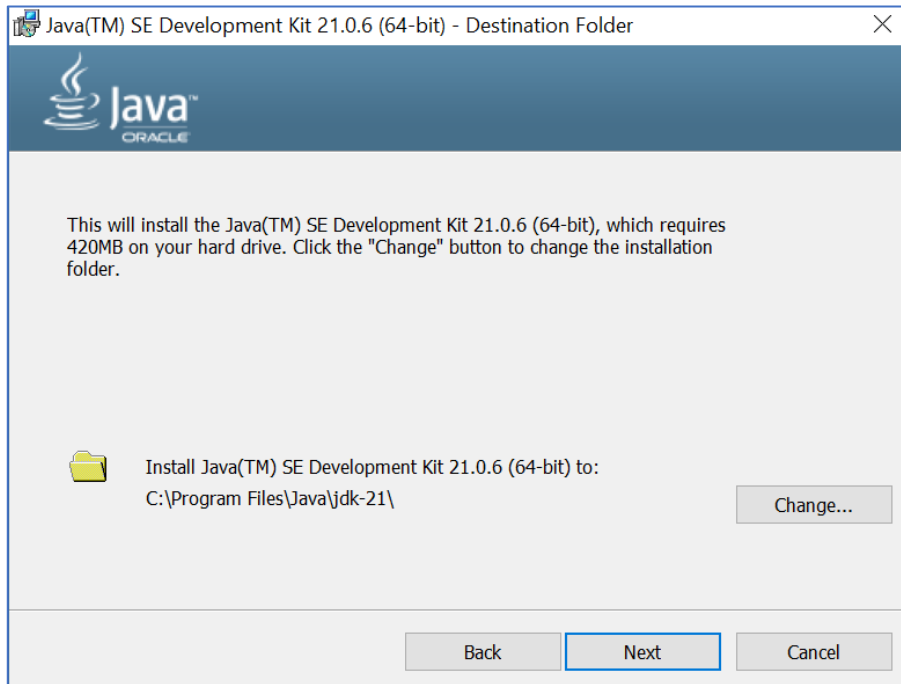 Java(TM) SE Development Kit 21.0.6 (64-bit) - Destination Folder
Java™
ORACLE
This will install the Java(TM) SE Development Kit 21.0.6 (64-bit), which requires
420MB on your hard drive. Click the "Change" button to change the installation
folder.
Install Java(TM) SE Development Kit 21.0.6 (64-bit) to:
C:\Program Files\Java\jdk-21\
Change...
Back
Next
Cancel